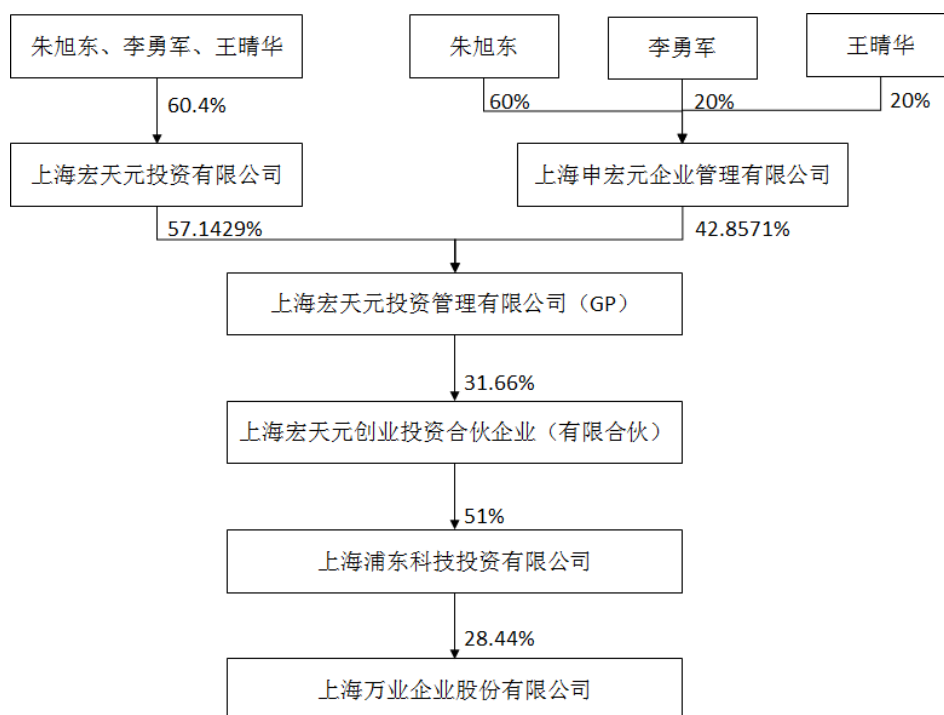 朱旭东、李勇军、王晴华
朱旭东
李勇军
王晴华
60.4%
60%
20%
20%
上海宏天元投资有限公司
上海申宏元企业管理有限公司
57.1429%
42.8571%
上海宏天元投资管理有限公司（GP）
31.66%
上海宏天元创业投资合伙企业（有限合伙）
51%
上海浦东科技投资有限公司
28.44%
上海万业企业股份有限公司